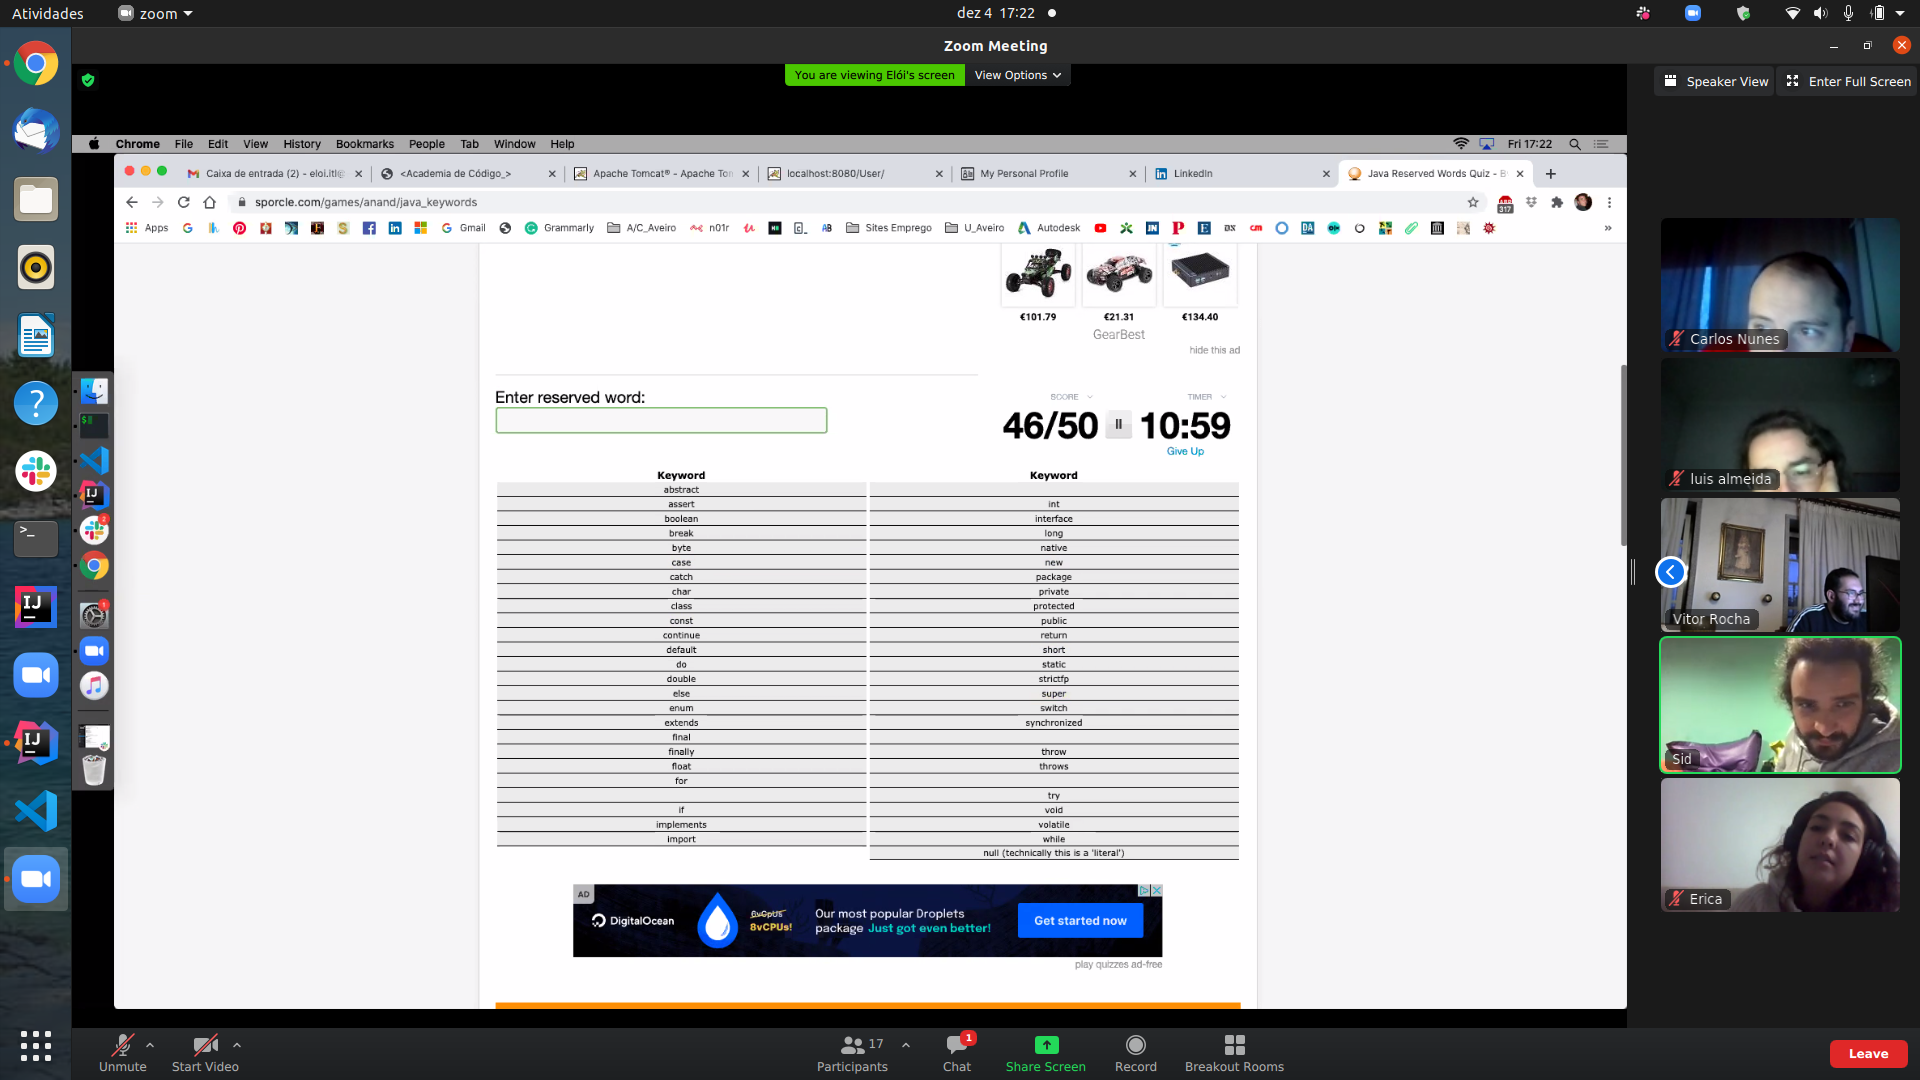 Atividades
zoom
dez 4 17:22
Zoom Meeting
You are viewing Elói's screen
View Options
Speaker View
Enter Full Screen
Chrome File Edit View History Bookmarks People Tab Window Help
Fri 17:22
Caixa de entrada (2) - eloi.itl@
<Academia de Código_>
Apache Tomcat® - Apache Tom
localhost:8080/User/
My Personal Profile
LinkedIn
Java Reserved Words Quiz - B
sporcle.com/games/anand/java_keywords
317
Apps
Gmail
Grammarly
A/C_Aveiro
n01r
Sites Emprego
U_Aveiro
Autodesk
€101.79
€21.31
€134.40
GearBest
hide this ad
Enter reserved word:
SCORE
TIMER
46/50
10:59
Give Up
Keyword
abstract
assert
boolean
break
byte
case
catch
char
class
const
continue
default
do
double
else
enum
extends
final
finally
float
for
if
implements
import
Keyword
int
interface
long
native
new
package
private
protected
public
return
short
static
strictfp
super
switch
synchronized
throw
throws
try
void
volatile
while
null (technically this is a 'literal')
AD
DigitalOcean
6vCPUs
8vCPUs!
Our most popular Droplets
package Just got even better!
Get started now
play quizzes ad-free
Carlos Nunes
luis almeida
Vitor Rocha
Sid
Erica
Unmute
Start Video
17
Participants
1
Chat
Share Screen
Record
Breakout Rooms
Leave